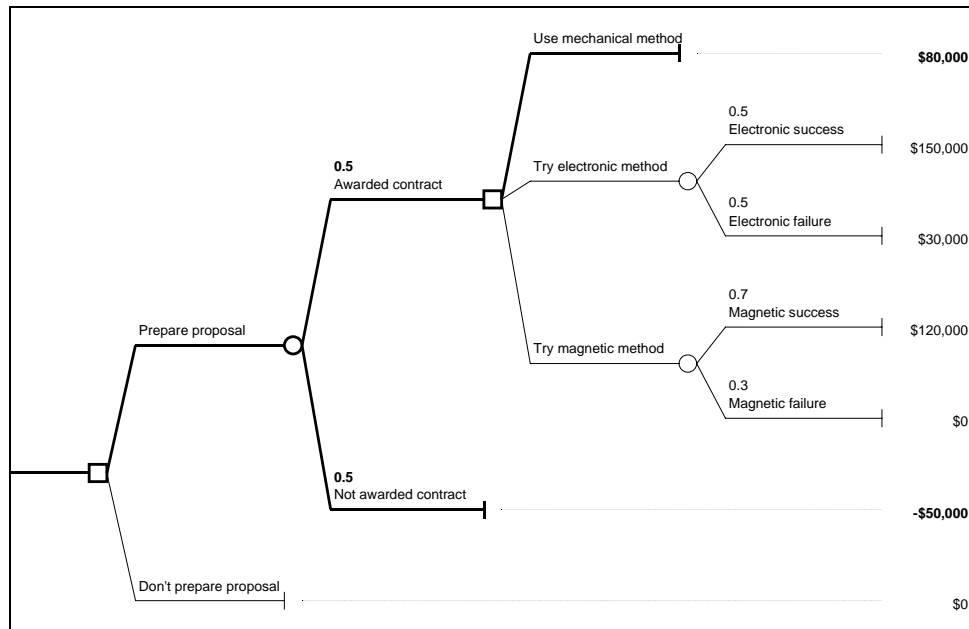 Use mechanical method
$80,000
0.5
Electronic success
$150,000
0.5
Awarded contract
Try electronic method
0.5
Electronic failure
$30,000
0.7
Magnetic success
$120,000
Prepare proposal
Try magnetic method
0.3
Magnetic failure
$0
0.5
Not awarded contract
-$50,000
Don't prepare proposal
$0